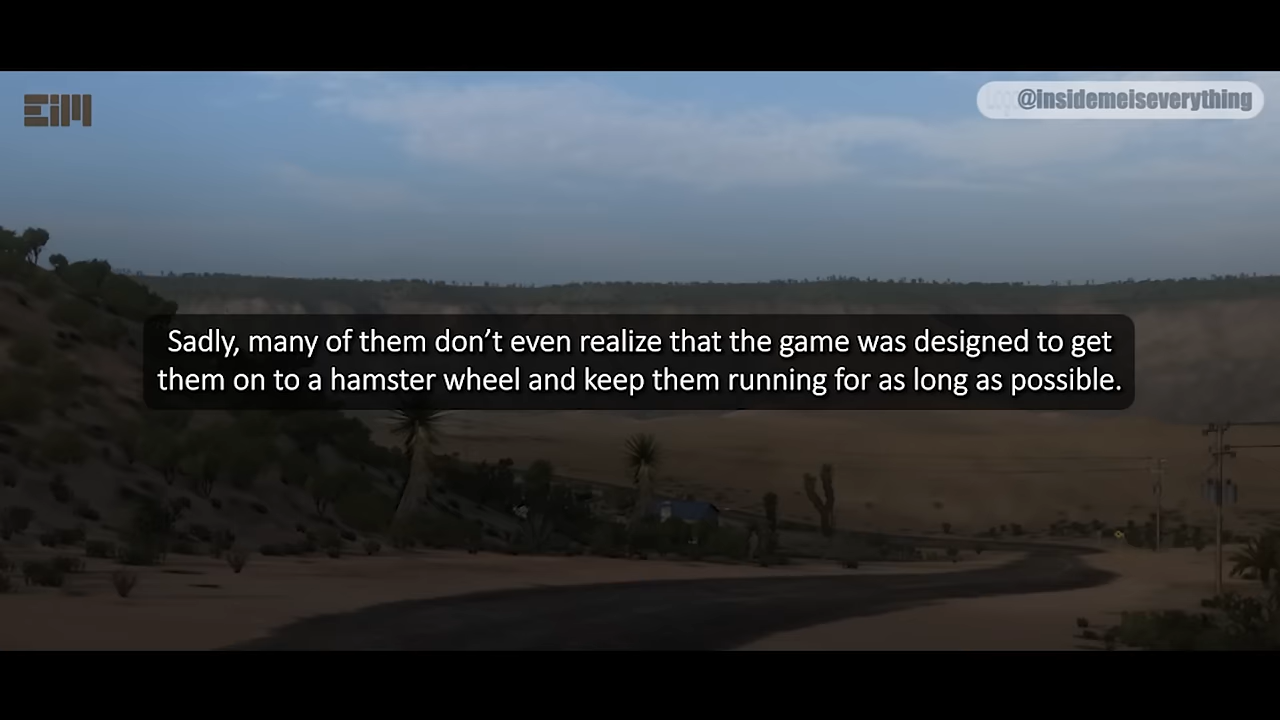 EiM
@insidemeiseverything
Sadly, many of them don’t even realize that the game was designed to get
them on to a hamster wheel and keep them running for as long as possible.